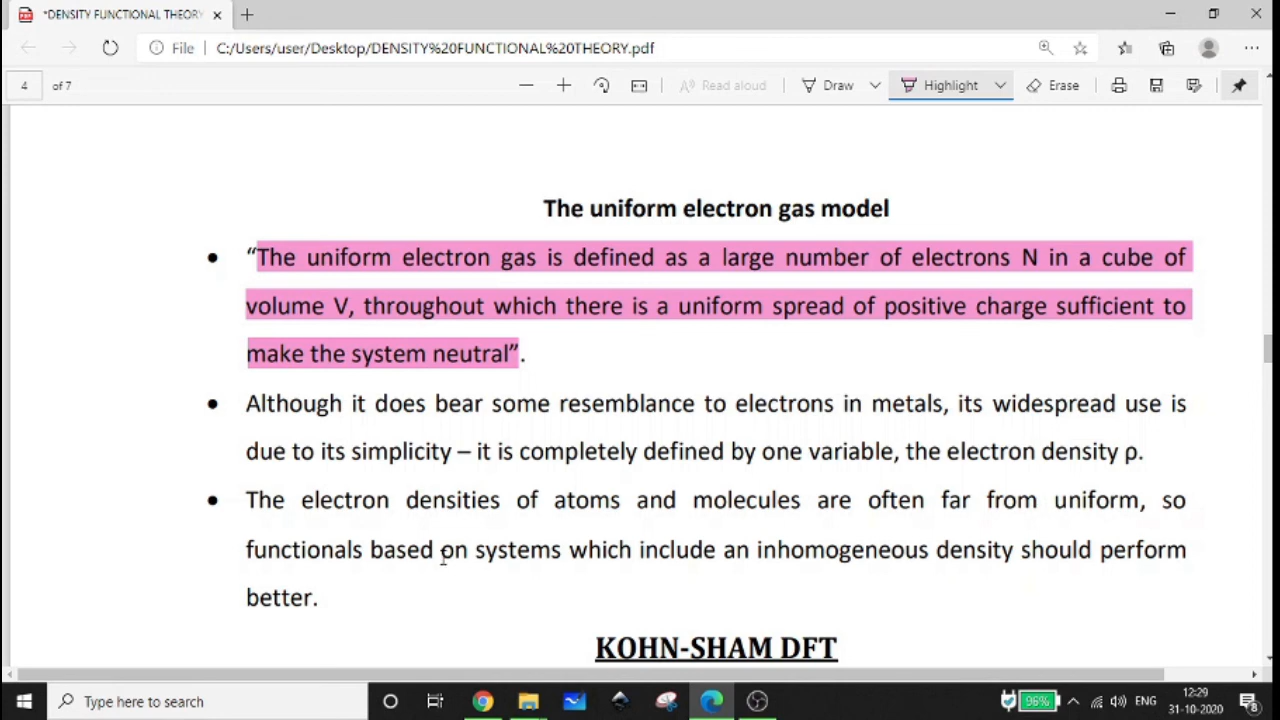 *DENSITY FUNCTIONAL THEORY
File
C:/Users/user/Desktop/DENSITY%20FUNCTIONAL%20THEORY.pdf
4 of 7
Read aloud
Draw
Highlight
Erase
The uniform electron gas model
• “The uniform electron gas is defined as a large number of electrons N in a cube of
volume V, throughout which there is a uniform spread of positive charge sufficient to
make the system neutral”.
• Although it does bear some resemblance to electrons in metals, its widespread use is
due to its simplicity – it is completely defined by one variable, the electron density ρ.
• The electron densities of atoms and molecules are often far from uniform, so
functionals based on systems which include an inhomogeneous density should perform
better.
KOHN-SHAM DFT
Type here to search
96%
ENG
12:29
31-10-2020
8